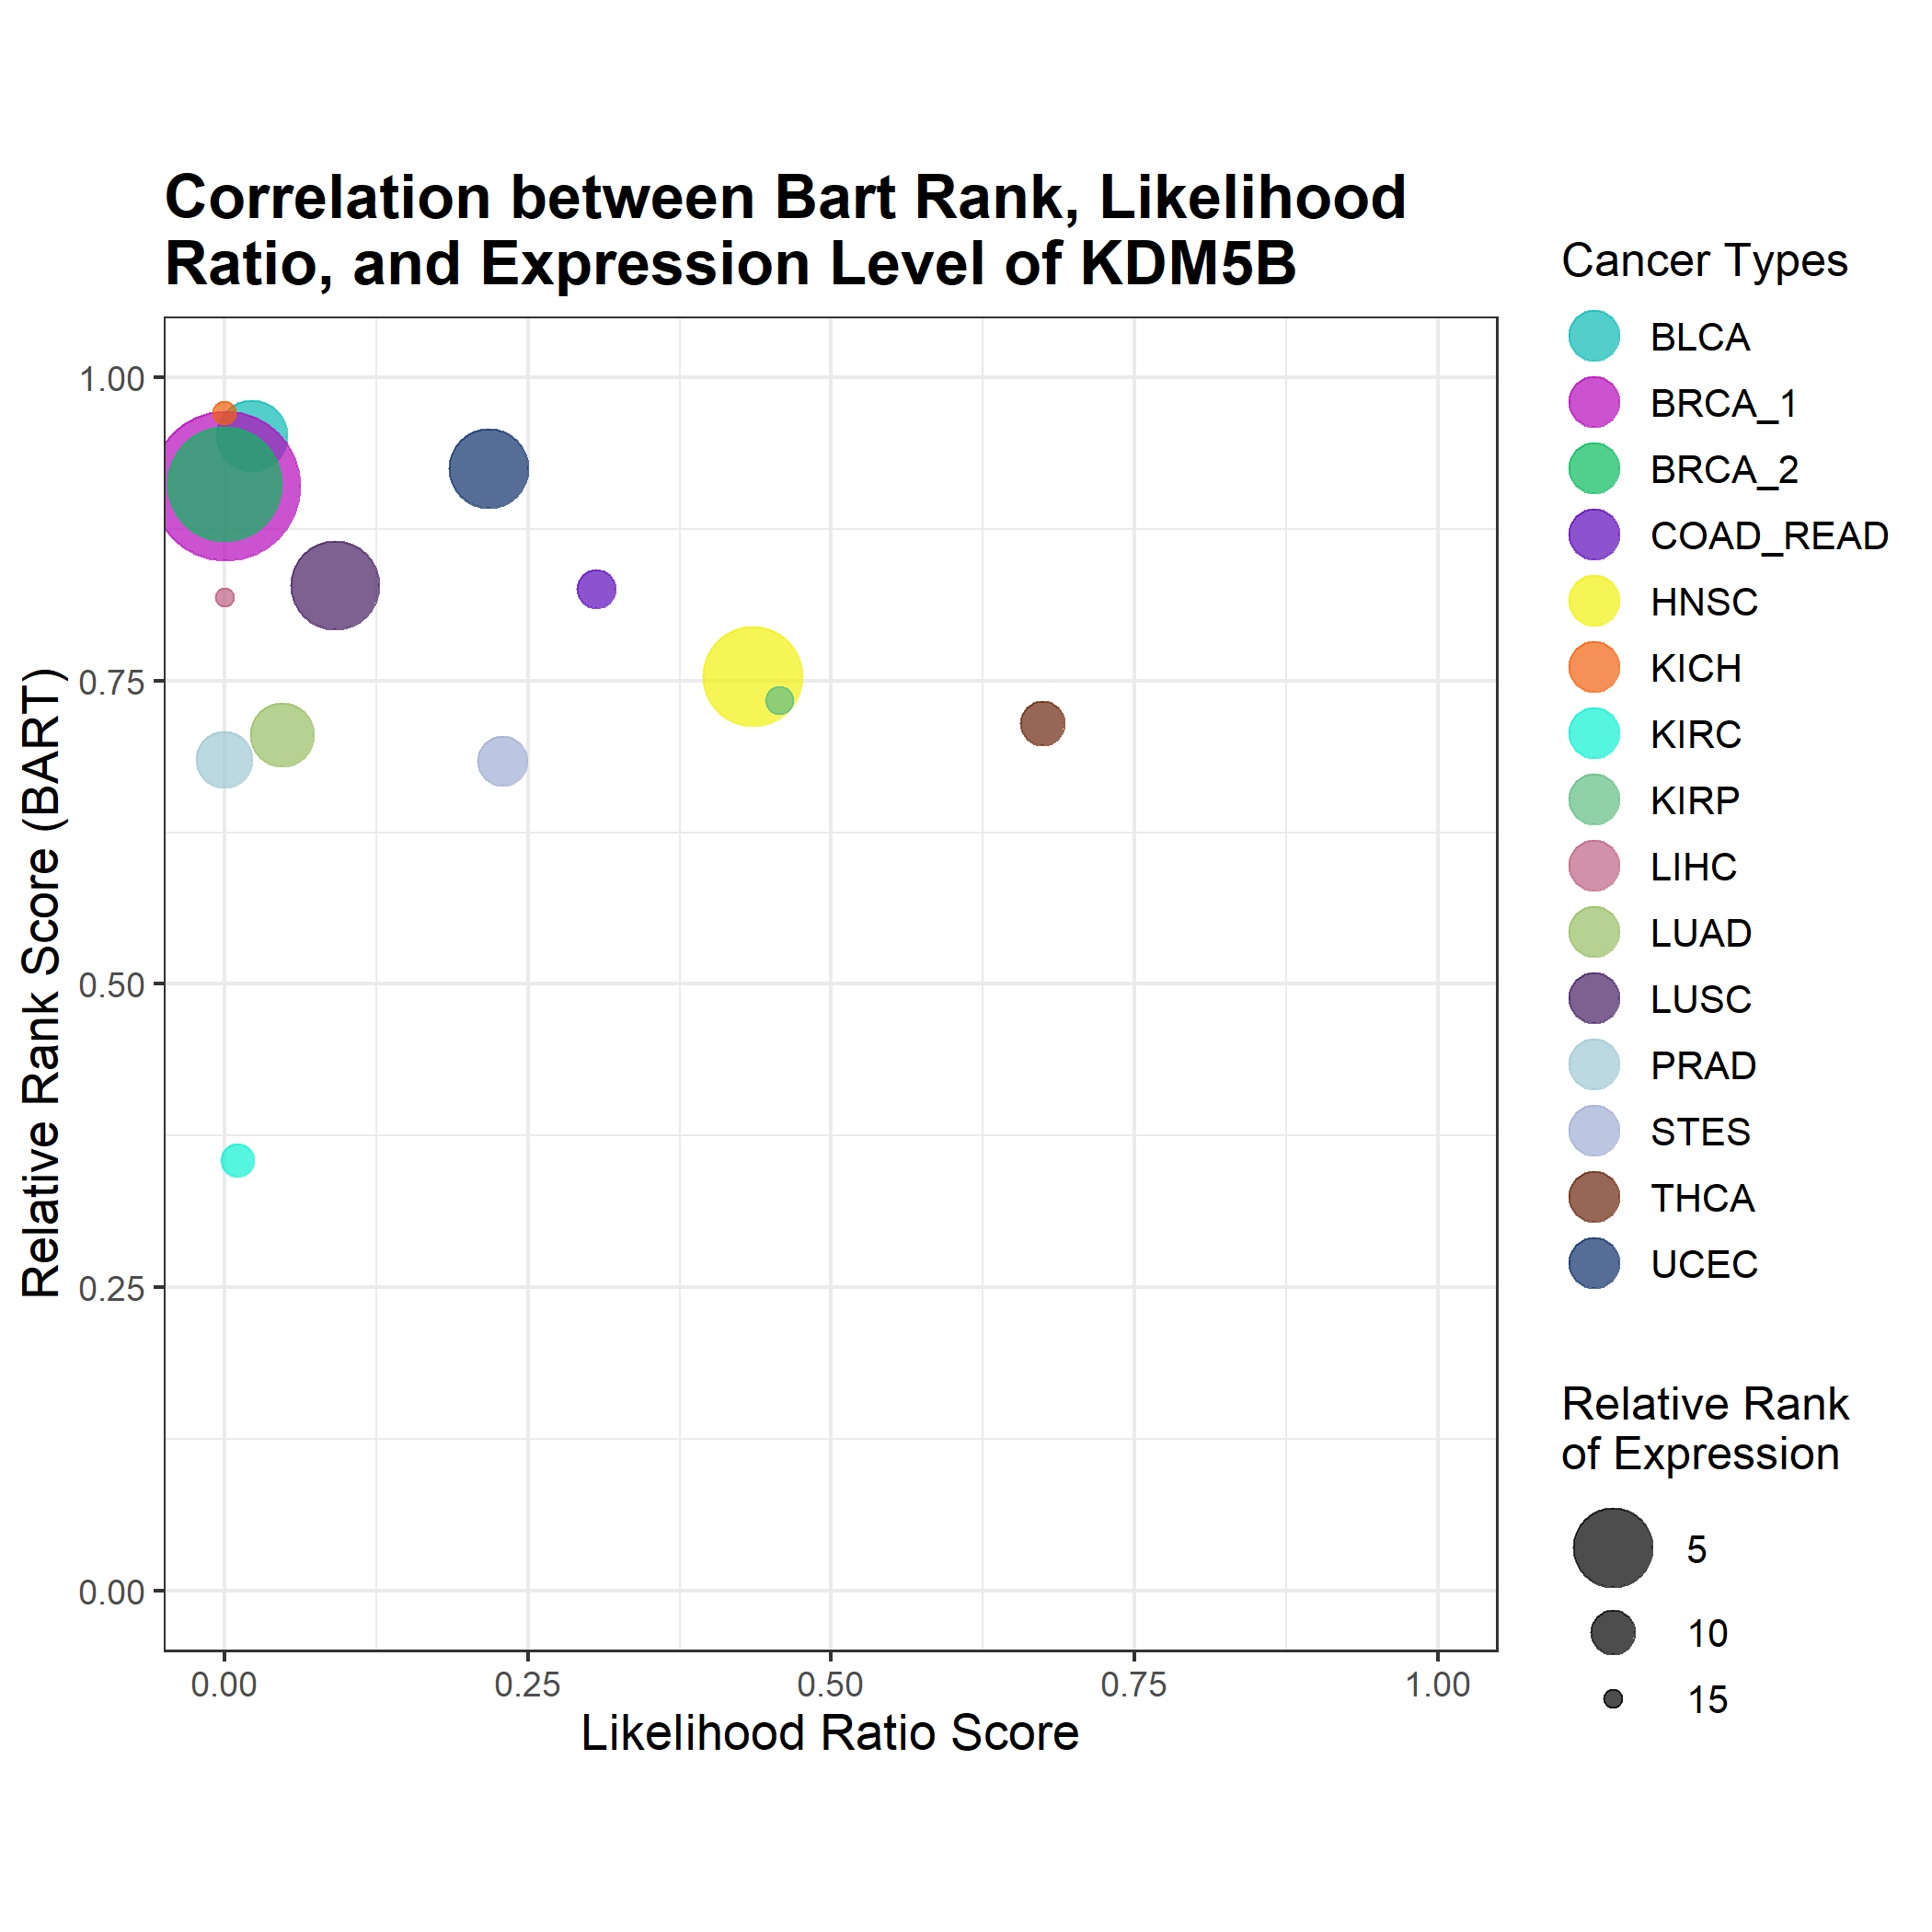 Correlation between Bart Rank, Likelihood
Ratio, and Expression Level of KDM5B
Relative Rank Score (BART)
1.00
0.75
0.50
0.25
0.00
0.00
0.25
0.50
0.75
1.00
Likelihood Ratio Score
Cancer Types
BLCA
BRCA_1
BRCA_2
COAD_READ
HNSC
KICH
KIRC
KIRP
LIHC
LUAD
LUSC
PRAD
STES
THCA
UCEC
Relative Rank
of Expression
5
10
15